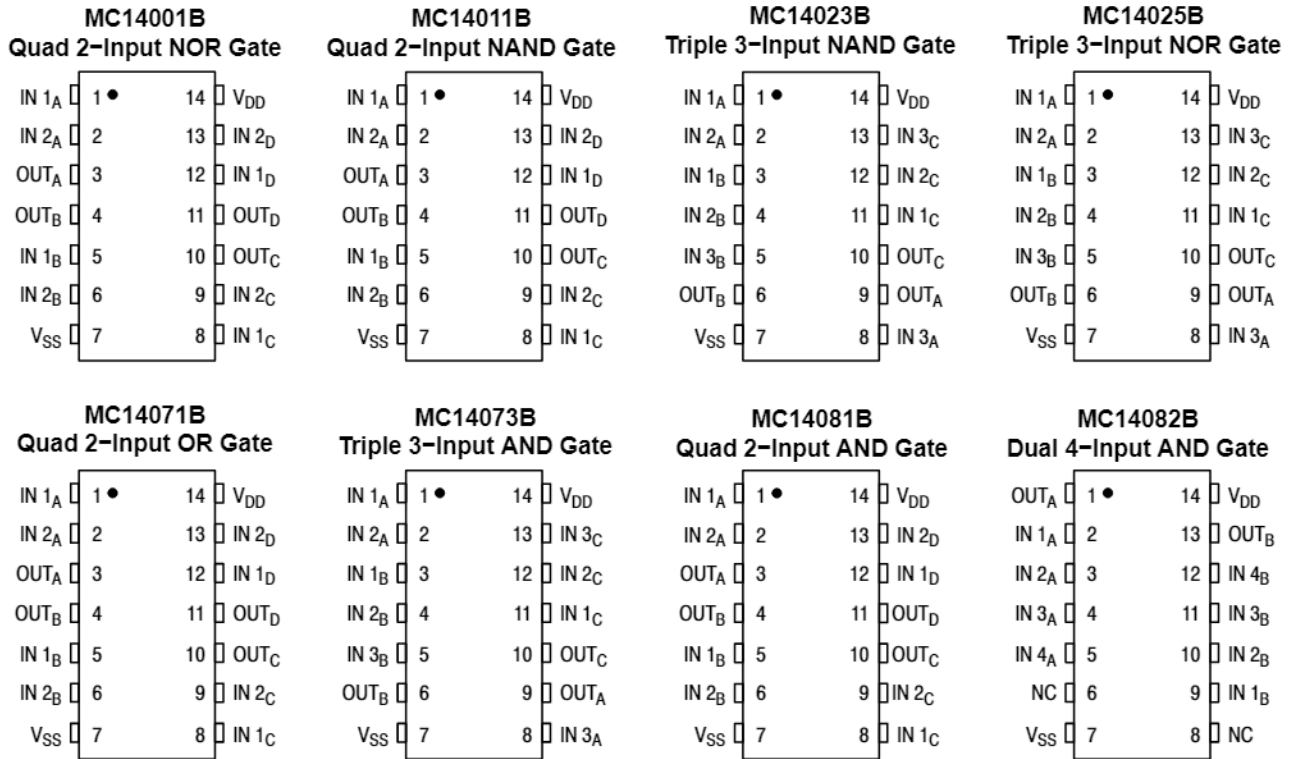 MC14001B
Quad 2−Input NOR Gate
IN 1A 1 14 VDD
IN 2A 2 13 IN 2D
OUTA 3 12 IN 1D
OUTB 4 11 OUTD
IN 1B 5 10 OUTC
IN 2B 6 9 IN 2C
VSS 7 8 IN 1C
MC14011B
Quad 2−Input NAND Gate
IN 1A 1 14 VDD
IN 2A 2 13 IN 2D
OUTA 3 12 IN 1D
OUTB 4 11 OUTD
IN 1B 5 10 OUTC
IN 2B 6 9 IN 2C
VSS 7 8 IN 1C
MC14023B
Triple 3−Input NAND Gate
IN 1A 1 14 VDD
IN 2A 2 13 IN 3C
IN 1B 3 12 IN 2C
IN 2B 4 11 IN 1C
IN 3B 5 10 OUTC
OUTB 6 9 OUTA
VSS 7 8 IN 3A
MC14025B
Triple 3−Input NOR Gate
IN 1A 1 14 VDD
IN 2A 2 13 IN 3C
IN 1B 3 12 IN 2C
IN 2B 4 11 IN 1C
IN 3B 5 10 OUTC
OUTB 6 9 OUTA
VSS 7 8 IN 3A
MC14071B
Quad 2−Input OR Gate
IN 1A 1 14 VDD
IN 2A 2 13 IN 2D
OUTA 3 12 IN 1D
OUTB 4 11 OUTD
IN 1B 5 10 OUTC
IN 2B 6 9 IN 2C
VSS 7 8 IN 1C
MC14073B
Triple 3−Input AND Gate
IN 1A 1 14 VDD
IN 2A 2 13 IN 3C
IN 1B 3 12 IN 2C
IN 2B 4 11 IN 1C
IN 3B 5 10 OUTC
OUTB 6 9 OUTA
VSS 7 8 IN 3A
MC14081B
Quad 2−Input AND Gate
IN 1A 1 14 VDD
IN 2A 2 13 IN 2D
OUTA 3 12 IN 1D
OUTB 4 11 OUTD
IN 1B 5 10 OUTC
IN 2B 6 9 IN 2C
VSS 7 8 IN 1C
MC14082B
Dual 4−Input AND Gate
OUTA 1 14 VDD
IN 1A 2 13 OUTB
IN 2A 3 12 IN 4B
IN 3A 4 11 IN 3B
IN 4A 5 10 IN 2B
NC 6 9 IN 1B
VSS 7 8 NC